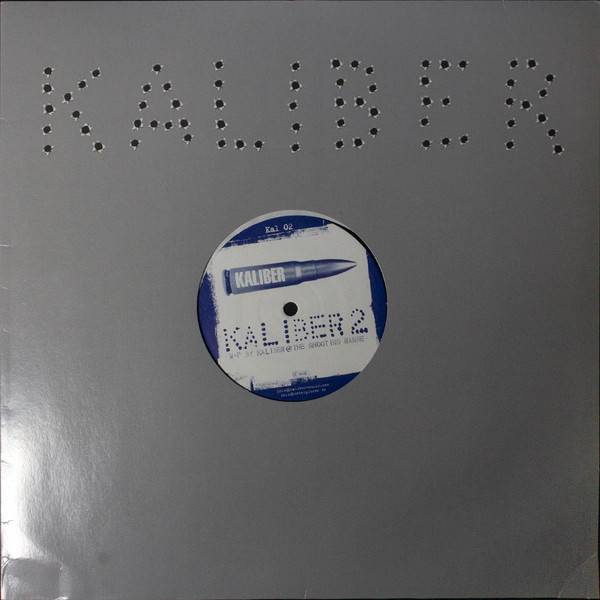 KALIBER
Kal 02
KALIBER
KALIBER 2
W+P BY KALIBER @ THE SHOOTING RANGE